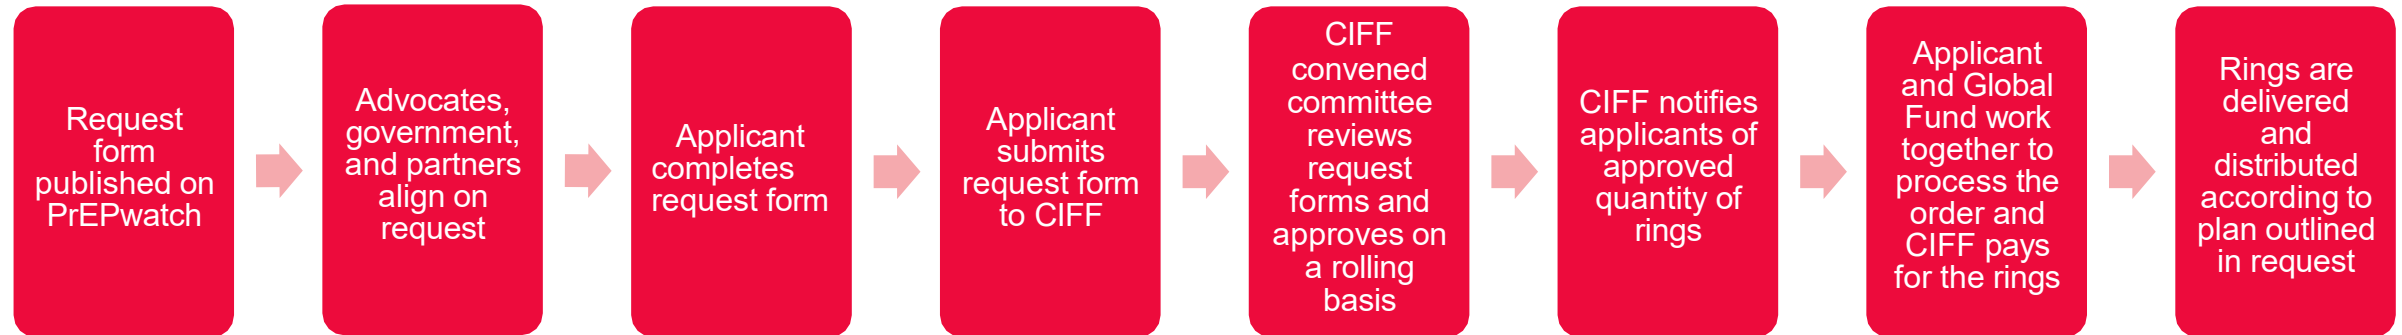 Request
form
published on
PrEPwatch
Advocates,
government,
and partners
align on
request
Applicant
completes
request form
Applicant
submits
request form
to CIFF
CIFF
convened
committee
reviews
request
forms and
approves on
a rolling
basis
CIFF notifies
applicants of
approved
quantity of
rings
Applicant
and Global
Fund work
together to
process the
order and
CIFF pays
for the rings
Rings are
delivered
and
distributed
according to
plan outlined
in request